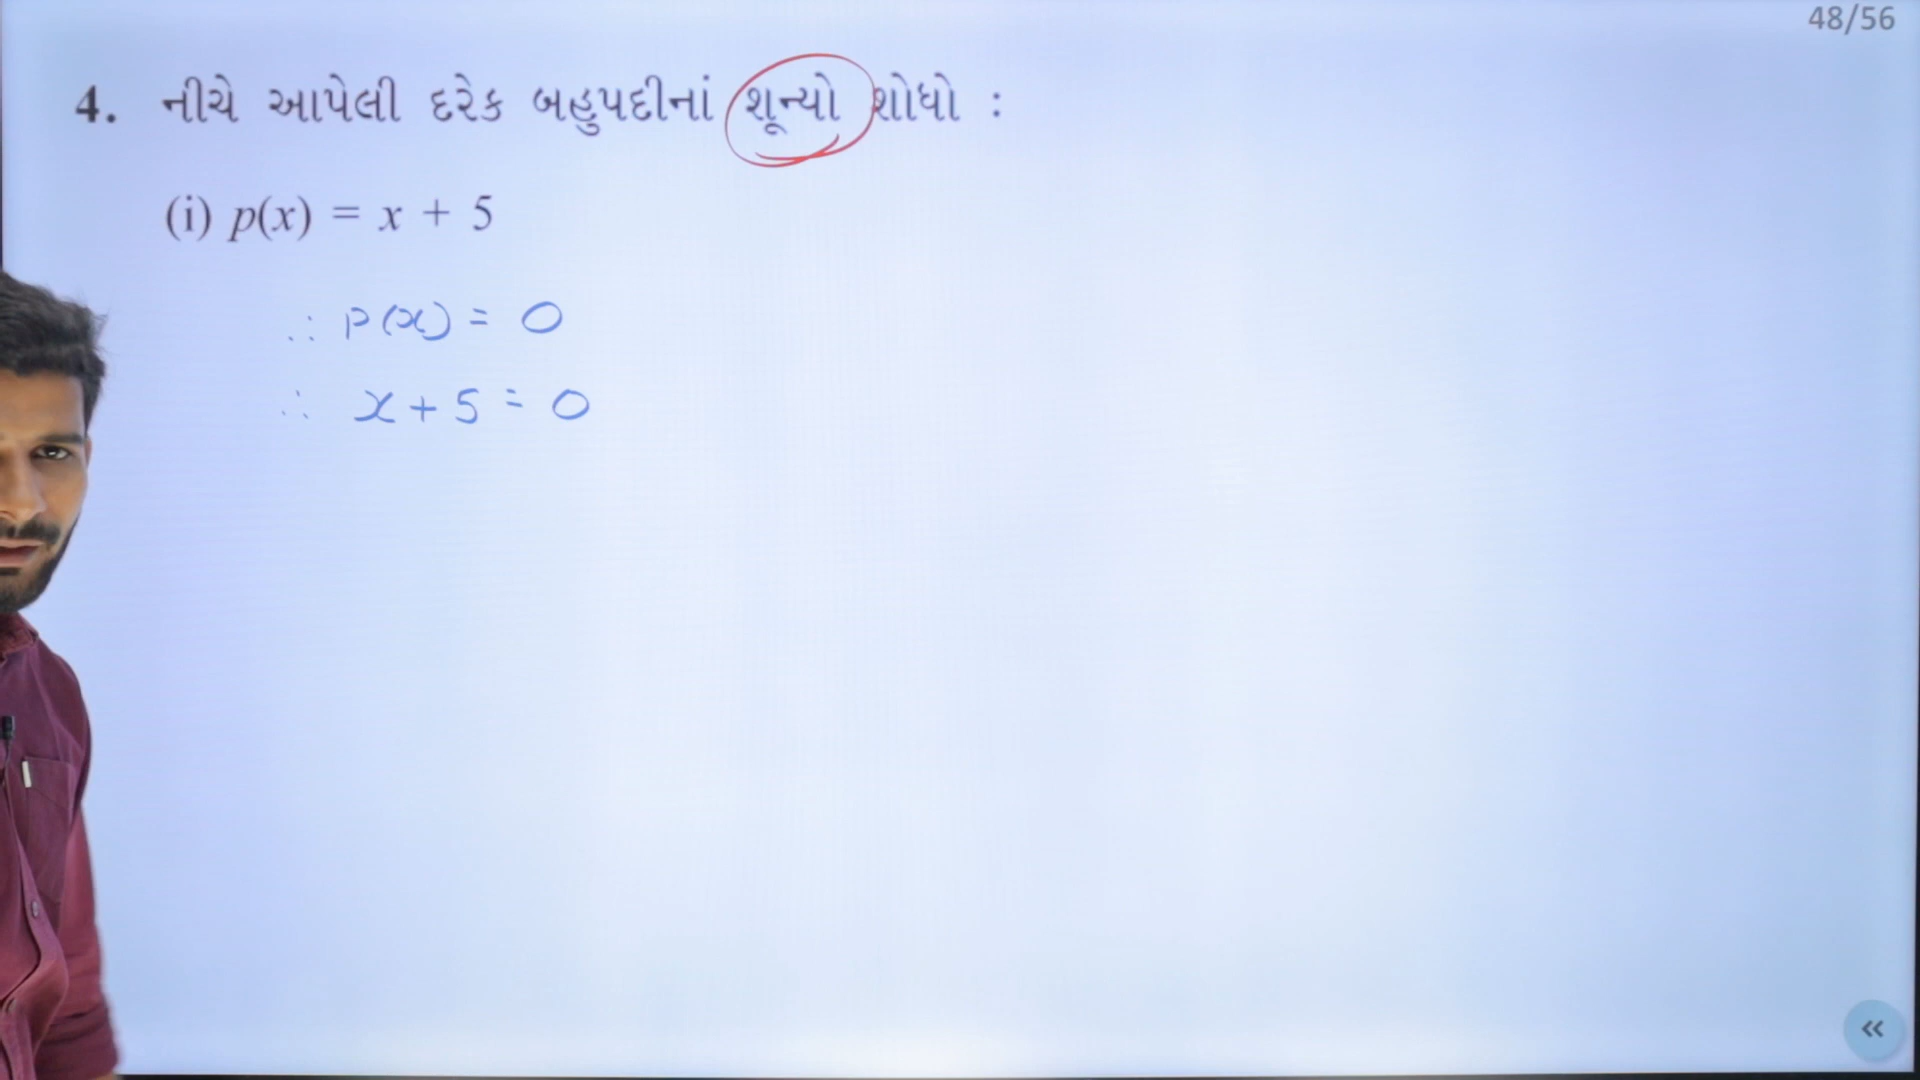 48/56
4. નીચે આપેલી દરેક બહુપદીનાં શૂન્યો શોધો :
(i) p(x) = x + 5
∴ P(x) = 0
∴ x + 5 = 0